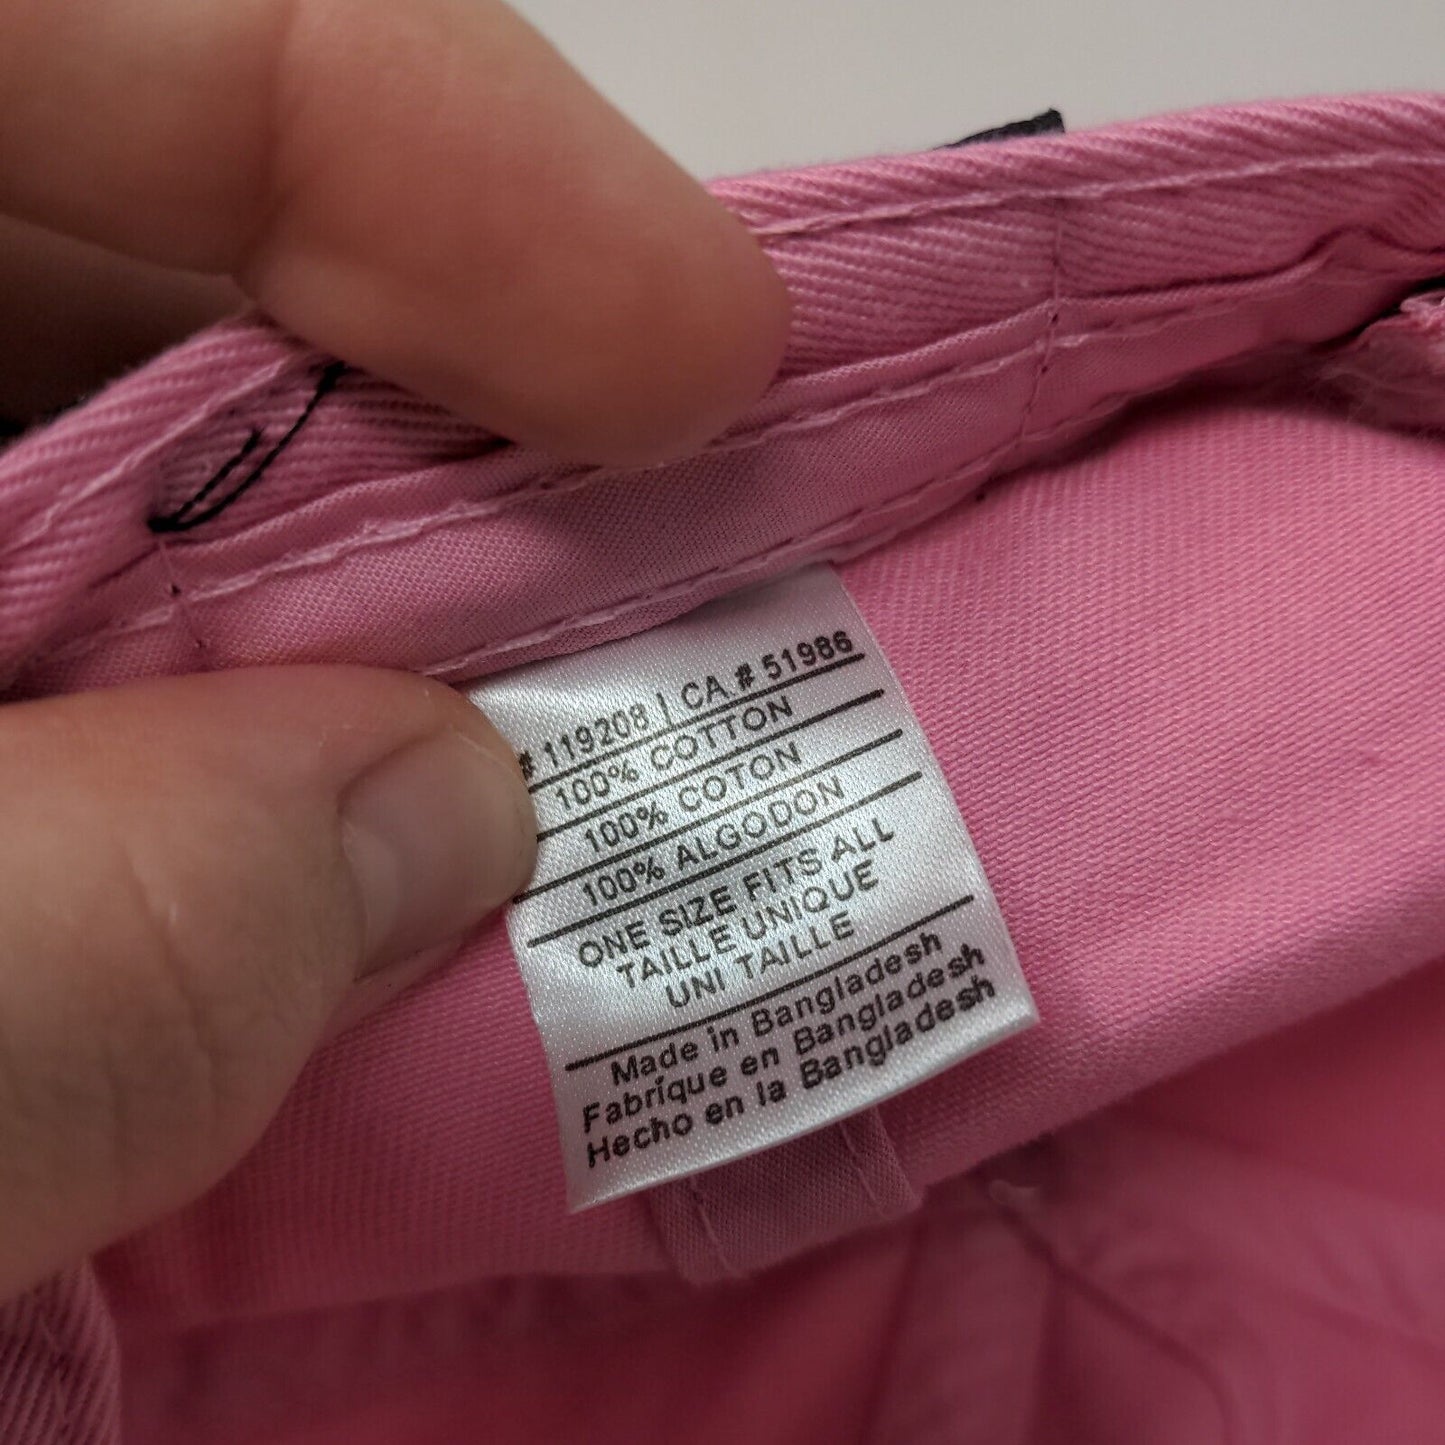 # 119208 | CA # 51986
100% COTTON
100% COTON
100% ALGODON
ONE SIZE FITS ALL
TAILLE UNIQUE
UNI TAILLE
Made in Bangladesh
Fabrique en Bangladesh
Hecho en la Bangladesh